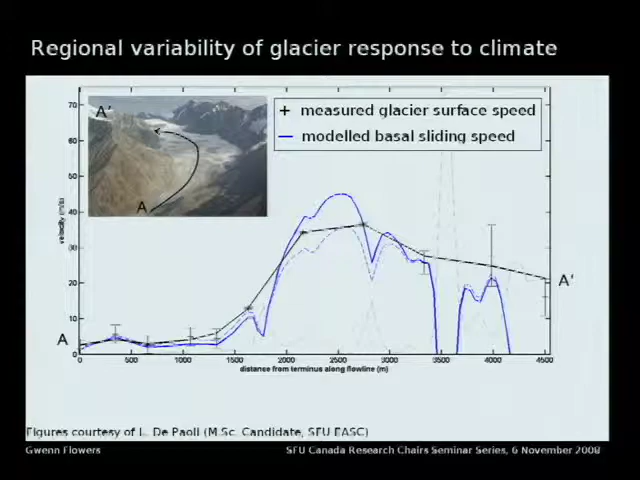 Regional variability of glacier response to climate
A'
A
+ measured glacier surface speed
— modelled basal sliding speed
velocity (m/a)
70
60
50
40
30
20
10
0
A
A'
0 500 1000 1500 2000 2500 3000 3500 4000 4500
distance from terminus along flowline (m)
Figures courtesy of L. De Paoli (M.Sc. Candidate, SFU EASC)
Gwenn Flowers
SFU Canada Research Chairs Seminar Series, 6 November 2008